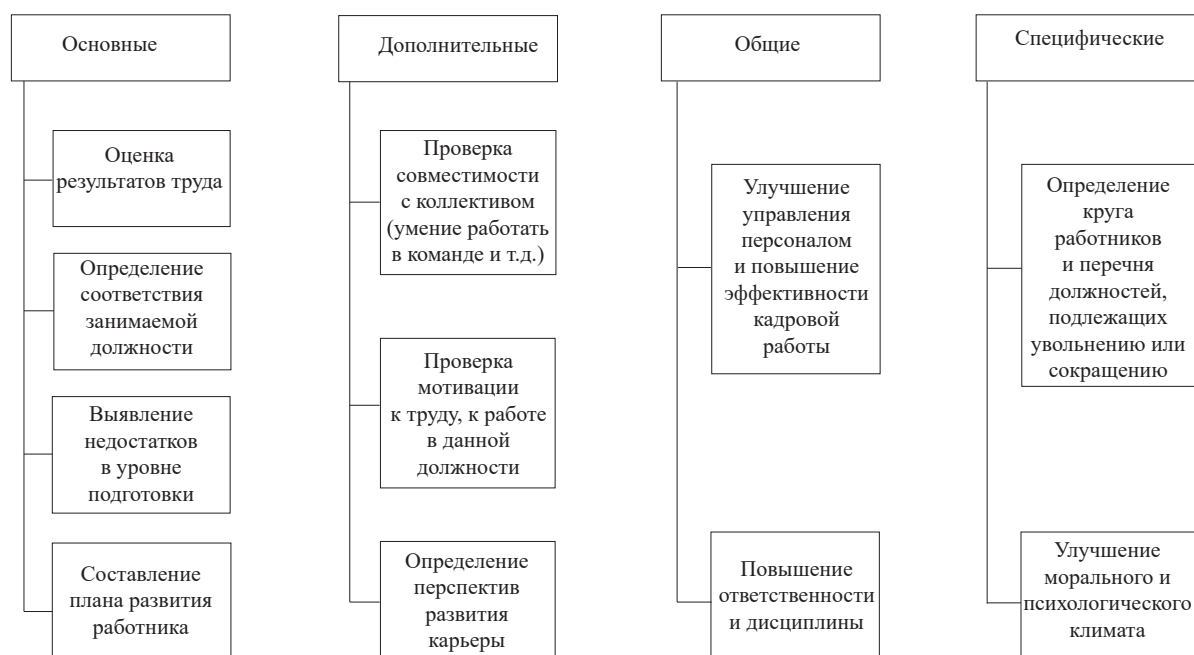 Основные
Оценка
результатов труда
Определение
соответствия
занимаемой
должности
Выявление
недостатков
в уровне
подготовки
Составление
плана развития
работника
Дополнительные
Проверка
совместимости
с коллективом
(умение работать
в команде и т.д.)
Проверка
мотивации
к труду, к работе
в данной
должности
Определение
перспектив
развития
карьеры
Общие
Улучшение
управления
персоналом
и повышение
эффективности
кадровой
работы
Повышение
ответственности
и дисциплины
Специфические
Определение
круга
работников
и перечня
должностей,
подлежащих
увольнению или
сокращению
Улучшение
морального и
психологического
климата